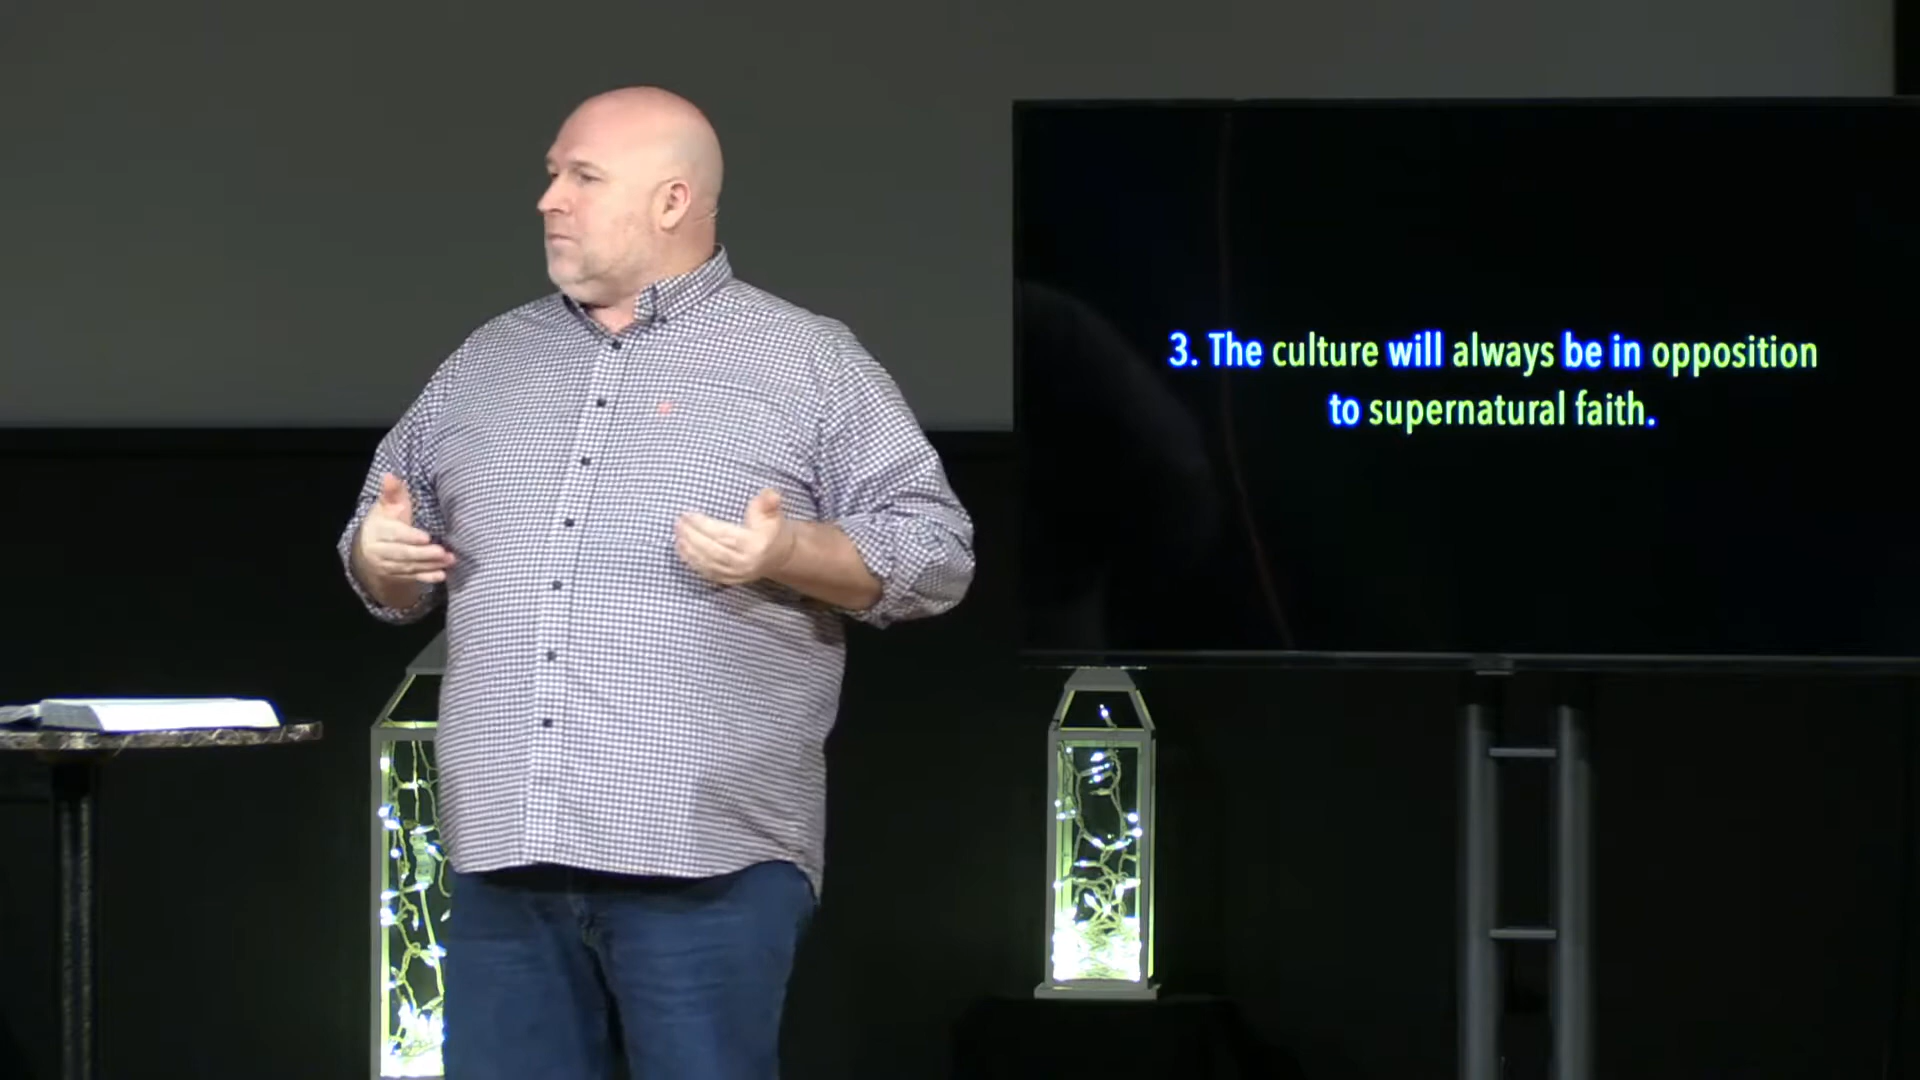 3. The culture will always be in opposition
to supernatural faith.